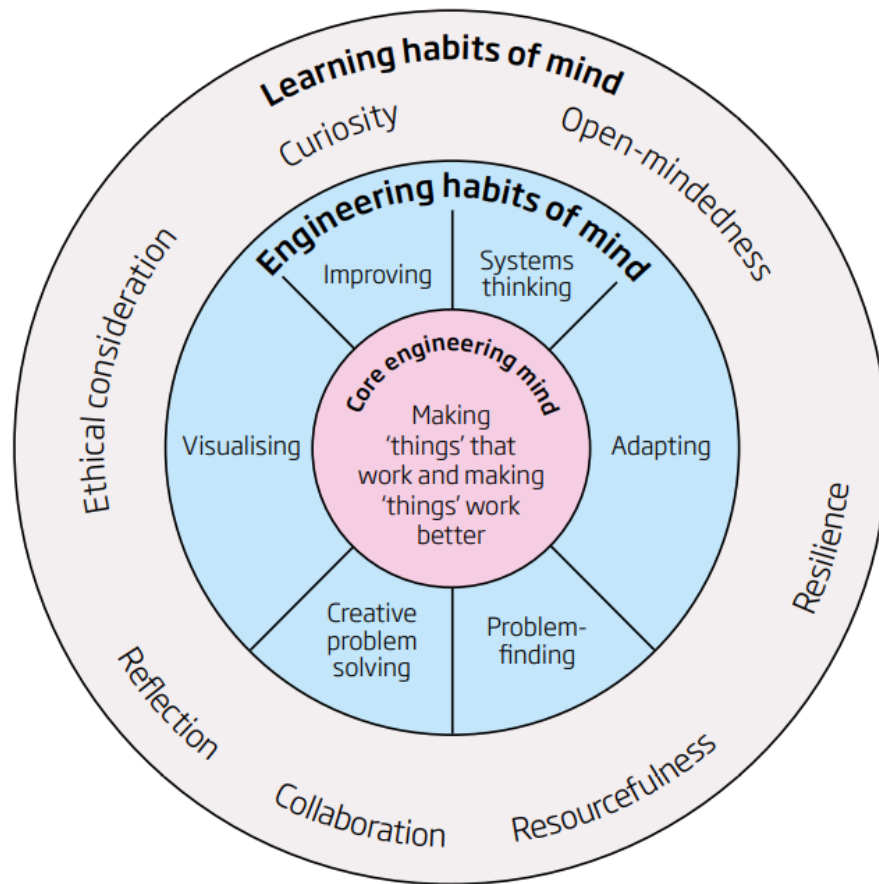 Learning habits of mind
Curiosity
Open-mindedness
Ethical consideration
Resilience
Reflection
Collaboration
Resourcefulness
Engineering habits of mind
Improving
Systems
thinking
Visualising
Adapting
Creative
problem
solving
Problem-
finding
Core engineering mind
Making
‘things’ that
work and making
‘things’ work
better